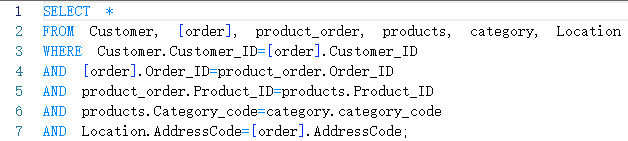 1 SELECT *
2 FROM Customer, [order], product_order, products, category, Location
3 WHERE Customer.Customer_ID=[order].Customer_ID
4 AND [order].Order_ID=product_order.Order_ID
5 AND product_order.Product_ID=products.Product_ID
6 AND products.Category_code=category.category_code
7 AND Location.AddressCode=[order].AddressCode;